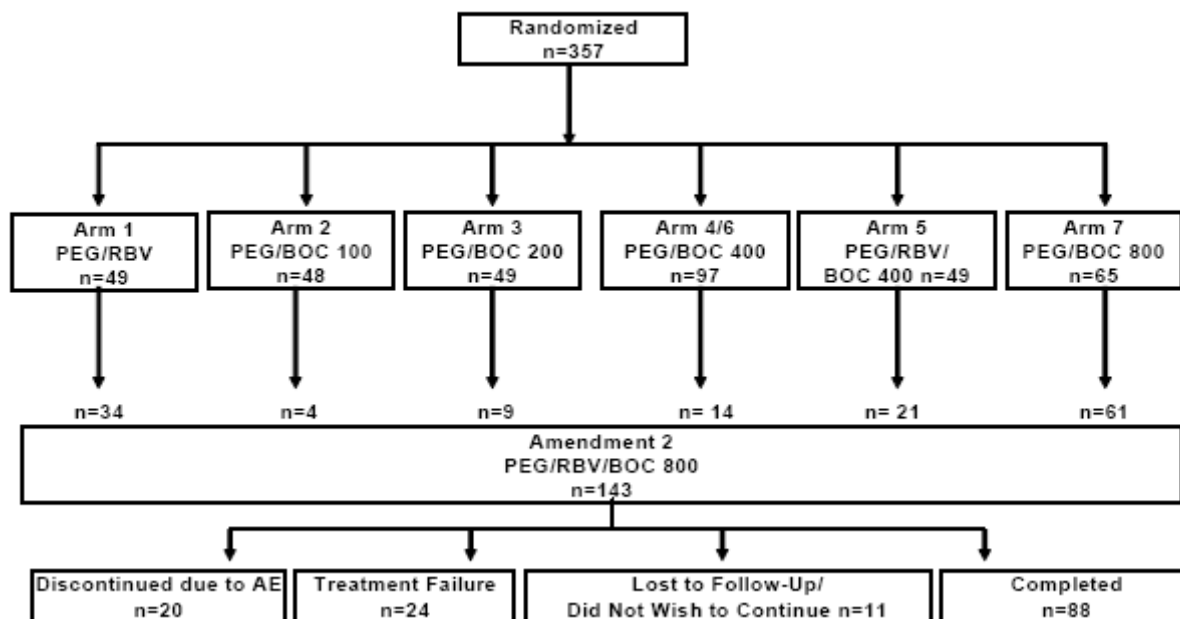 Randomized
n=357
Arm 1
PEG/RBV
n=49
Arm 2
PEG/BOC 100
n=48
Arm 3
PEG/BOC 200
n=49
Arm 4/6
PEG/BOC 400
n=97
Arm 5
PEG/RBV/
BOC 400 n=49
Arm 7
PEG/BOC 800
n=65
n=34
n=4
n=9
n= 14
n= 21
n=61
Amendment 2
PEG/RBV/BOC 800
n=143
Discontinued due to AE
n=20
Treatment Failure
n=24
Lost to Follow-Up/
Did Not Wish to Continue n=11
Completed
n=88